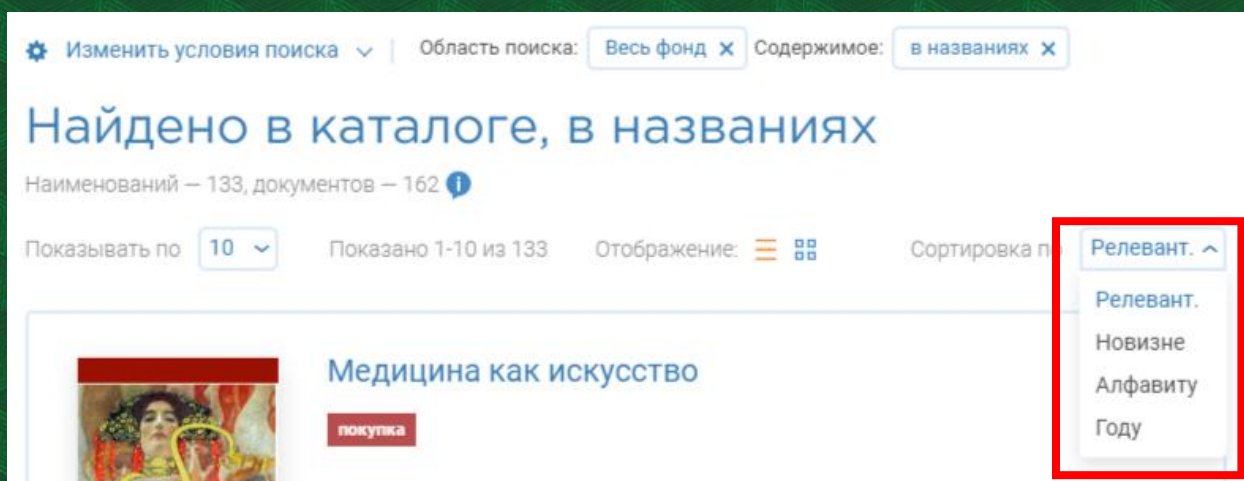 Изменить условия поиска Область поиска: Весь фонд X Содержимое: в названиях X
Найдено в каталоге, в названиях
Наименований — 133, документов — 162
Показывать по 10 Показано 1-10 из 133 Отображение: Сортировка по Релевант.
Релевант.
Новизне
Алфавиту
Году
Медицина как искусство
покупка